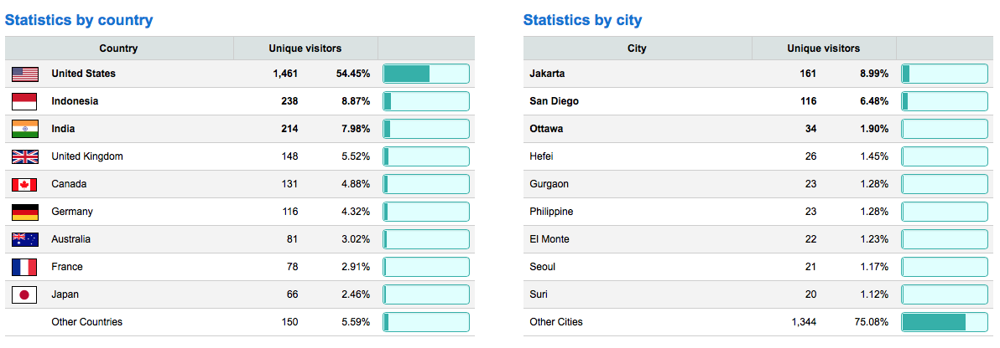 Statistics by country
Country Unique visitors
United States 1,461 54.45%
Indonesia 238 8.87%
India 214 7.98%
United Kingdom 148 5.52%
Canada 131 4.88%
Germany 116 4.32%
Australia 81 3.02%
France 78 2.91%
Japan 66 2.46%
Other Countries 150 5.59%
Statistics by city
City Unique visitors
Jakarta 161 8.99%
San Diego 116 6.48%
Ottawa 34 1.90%
Hefei 26 1.45%
Gurgaon 23 1.28%
Philippine 23 1.28%
El Monte 22 1.23%
Seoul 21 1.17%
Suri 20 1.12%
Other Cities 1,344 75.08%